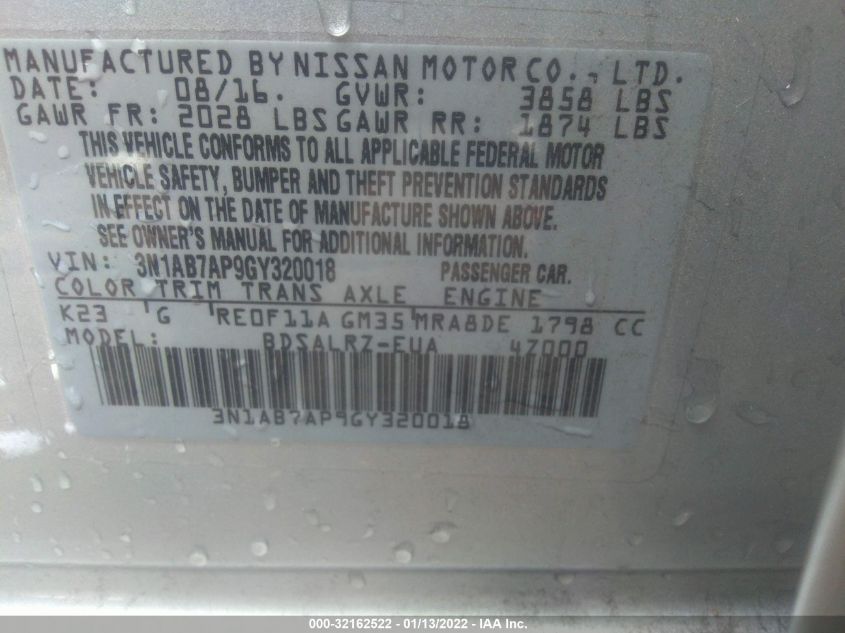 MANUFACTURED BY NISSAN MOTOR CO., LTD.
DATE: 08/16. GVWR: 3858 LBS
GAWR FR: 2028 LBS GAWR RR: 1874 LBS
THIS VEHICLE CONFORMS TO ALL APPLICABLE FEDERAL MOTOR
VEHICLE SAFETY, BUMPER AND THEFT PREVENTION STANDARDS
IN EFFECT ON THE DATE OF MANUFACTURE SHOWN ABOVE.
SEE OWNER'S MANUAL FOR ADDITIONAL INFORMATION.
VIN: 3N1AB7AP9GY320018 PASSENGER CAR.
COLOR TRIM TRANS AXLE ENGINE
K23 G RE0F11A GM35 MRA8DE 1798 CC
MODEL: BDSALRZ-EUA 4Z000
3N1AB7AP9GY320018
000-32162522 - 01/13/2022 - IAA Inc.